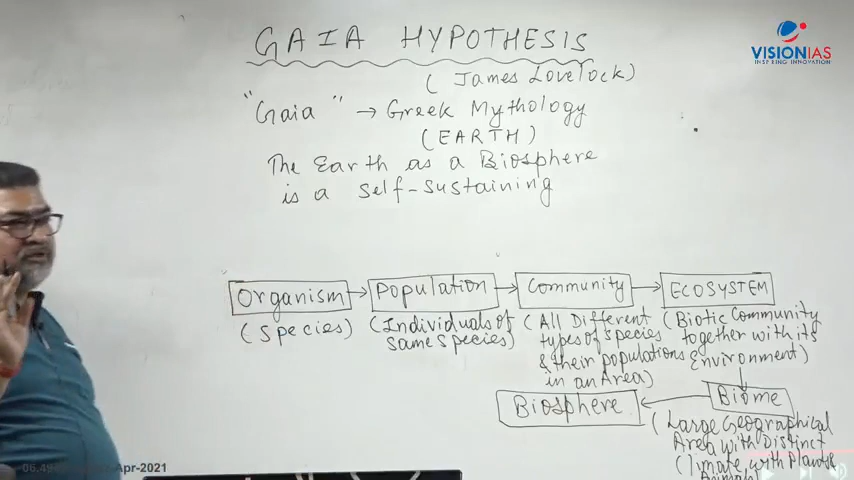 GAIA HYPOTHESIS
VISIONIAS
INSPIRING INNOVATION
(James Lovelock)
"Gaia" → Greek Mythology
(EARTH)
The Earth as a Biosphere
is a Self-Sustaining
Organism → Population → Community → ECOSYSTEM
(Species)
(Individuals of
same species)
(All Different
types of species
& their populations
in an Area)
(Biotic Community
together with its
Environment)
Biome
(Large Geographical
Area with Distinct
Climate with Plants &
Animals)
Biosphere
Apr-2021